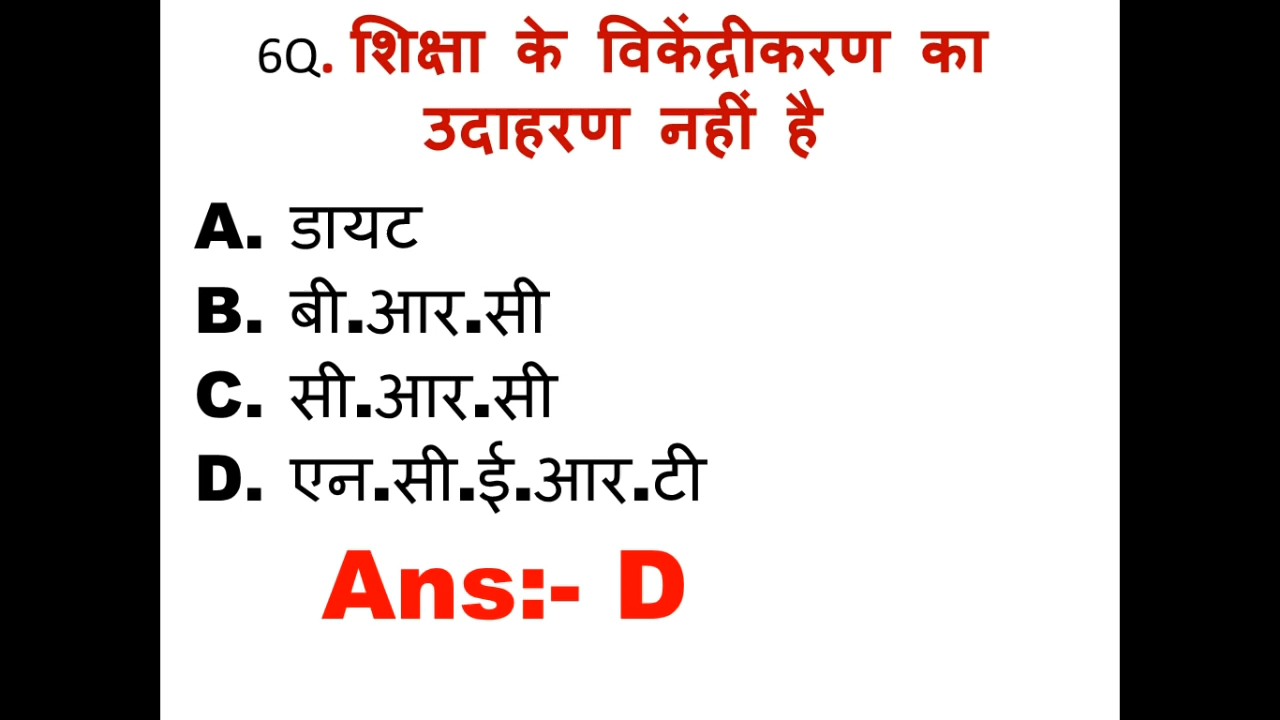 6Q. शिक्षा के विकेंद्रीकरण का
उदाहरण नहीं है
A. डायट
B. बी.आर.सी
C. सी.आर.सी
D. एन.सी.ई.आर.टी
Ans:- D